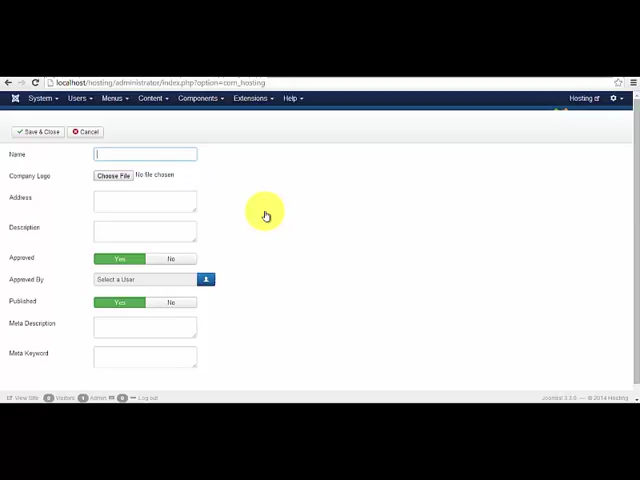 localhost/hosting/administrator/index.php?option=com_hosting
System Users Menus Content Components Extensions Help Hosting
Save & Close Cancel
Name
Company Logo Choose File No file chosen
Address
Description
Approved Yes No
Approved By Select a User
Published Yes No
Meta Description
Meta Keyword
View Site Visitors Admin Log out Joomla! 3.3.6 — © 2014 Hosting